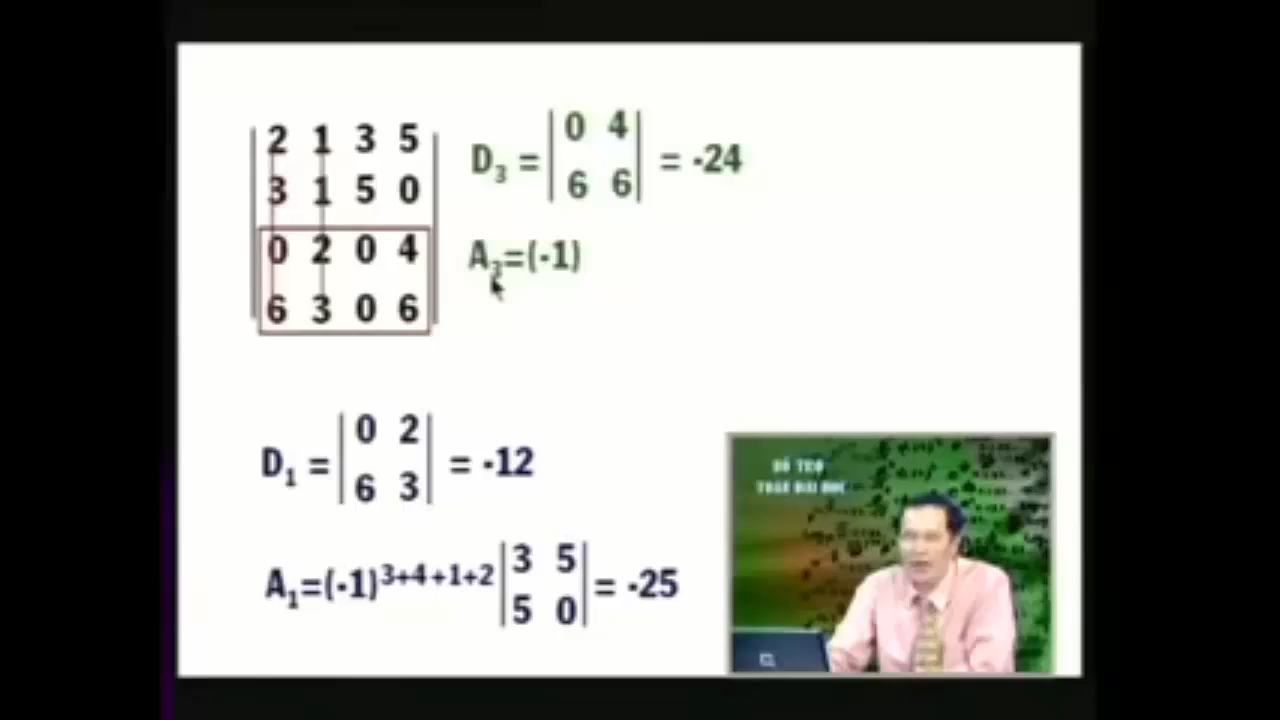 2 1 3 5
3 1 5 0
0 2 0 4
6 3 0 6
D₃ = |0 4| = -24
|6 6|
A₃=(-1)
D₁ = |0 2| = -12
|6 3|
A₁=(-1)³⁺⁴⁺¹⁺² |3 5| = -25
|5 0|